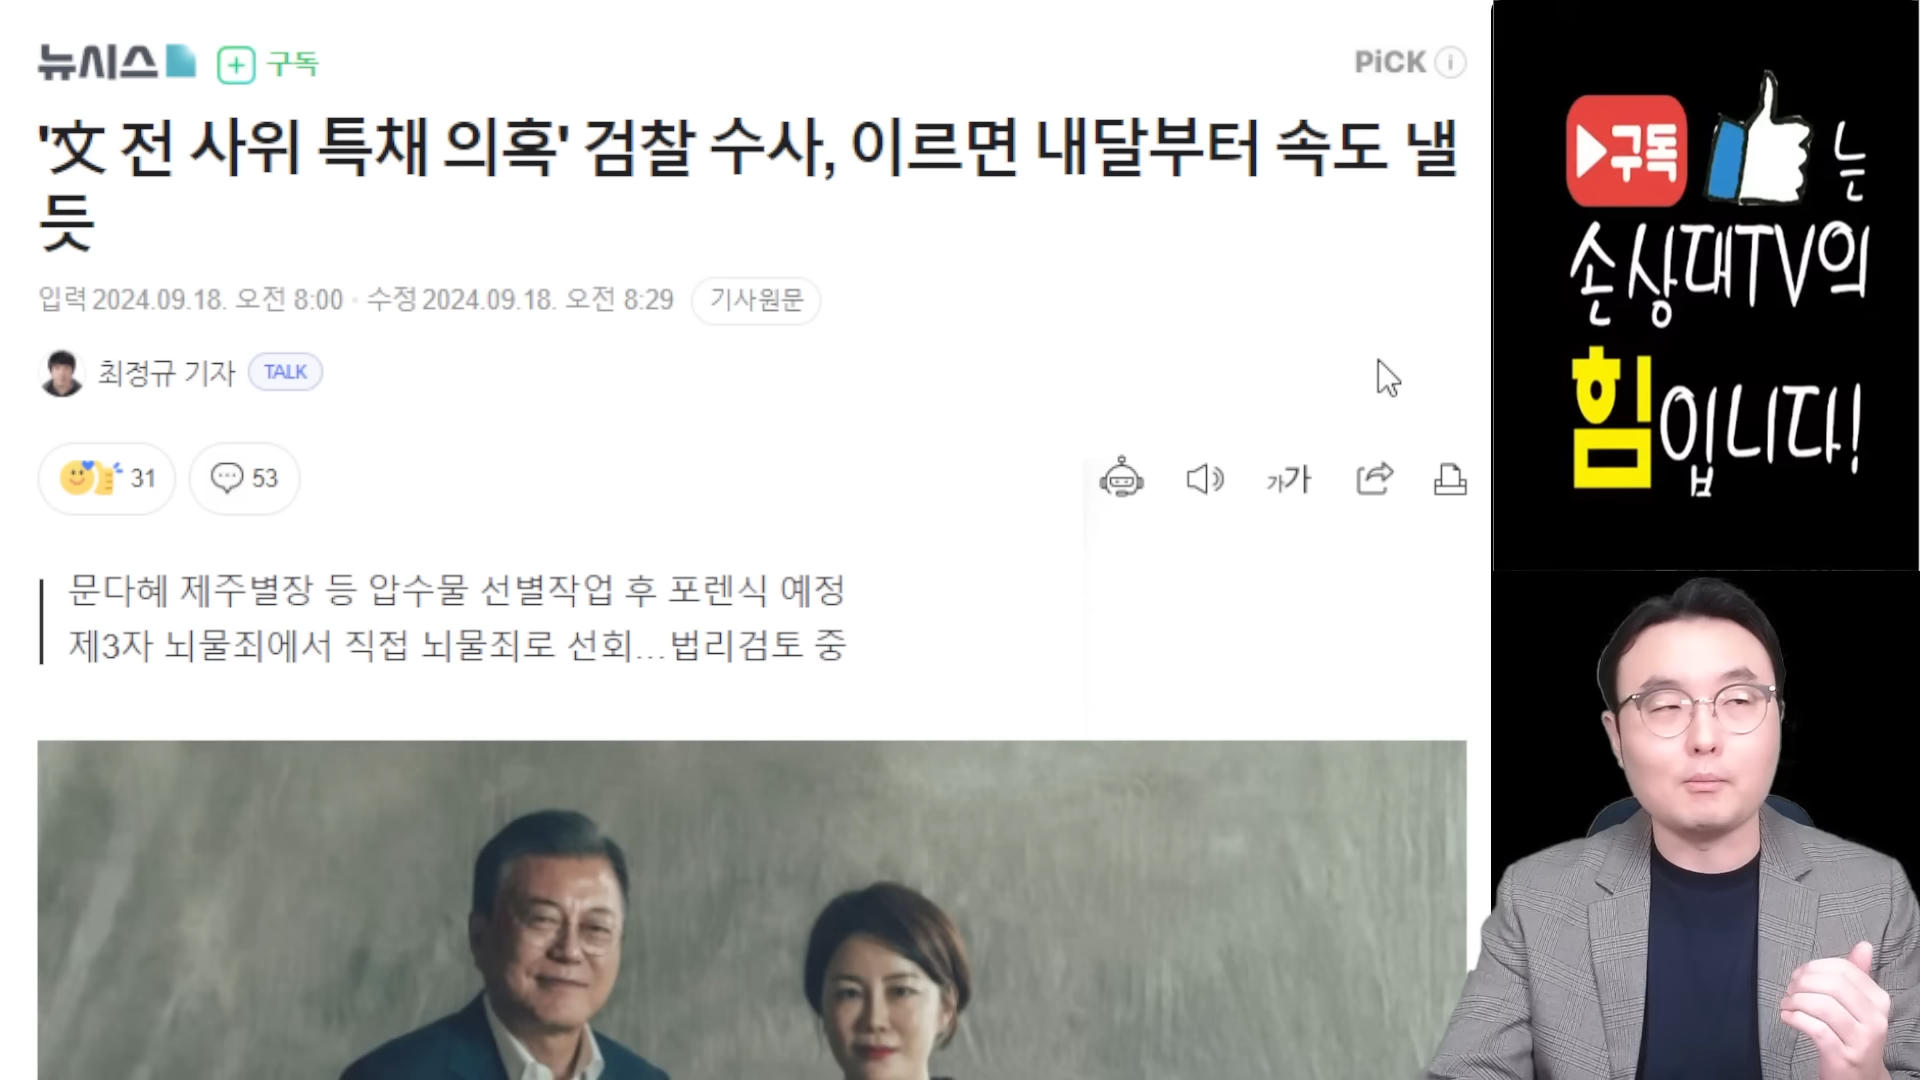 뉴시스 구독
PiCK
'文 전 사위 특채 의혹' 검찰 수사, 이르면 내달부터 속도 낼
듯
입력 2024.09.18. 오전 8:00 · 수정 2024.09.18. 오전 8:29 기사원문
최정규 기자 TALK
31 53
가가
문다혜 제주별장 등 압수물 선별작업 후 포렌식 예정
제3자 뇌물죄에서 직접 뇌물죄로 선회...법리검토 중
구독 는
손상대TV의
힘입니다!